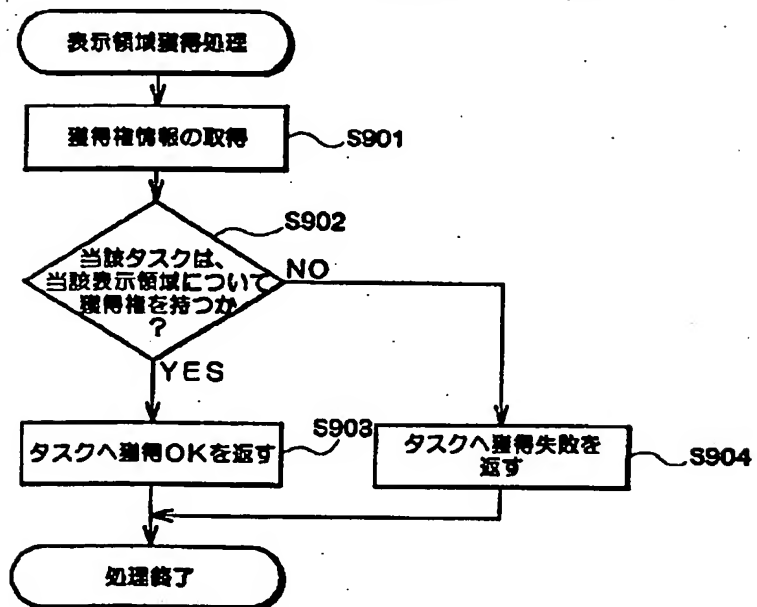 表示領域獲得処理
獲得権情報の取得
S901
S902
当該タスクは、
当該表示領域について
獲得権を持つか
?
NO
YES
タスクへ獲得OKを返す
S903
タスクへ獲得失敗を
返す
S904
処理終了